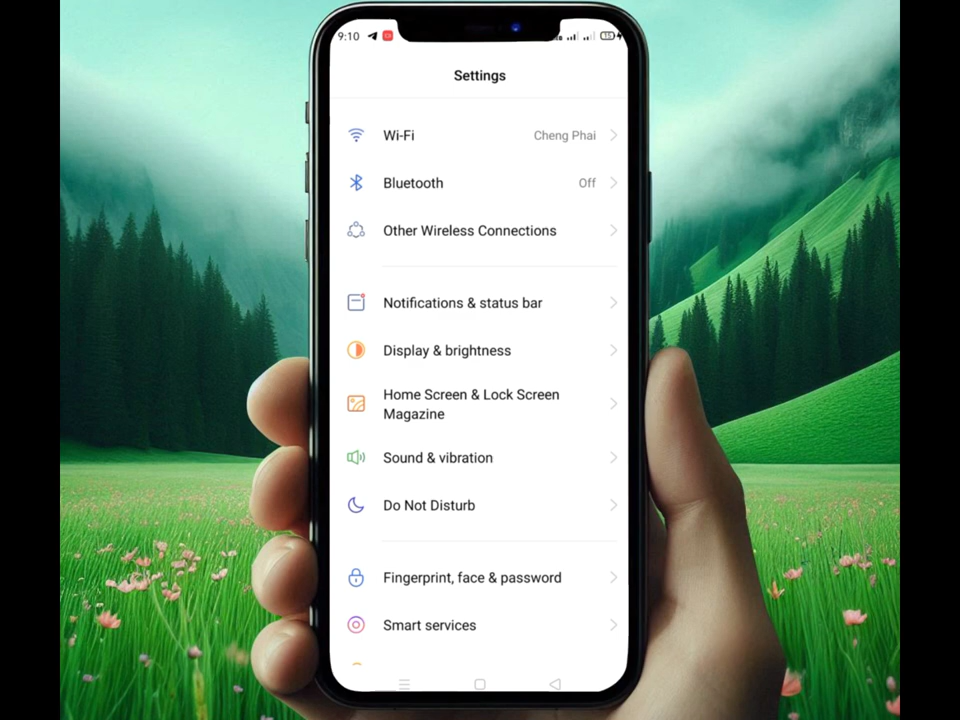 9:10
Settings
Wi-Fi Cheng Phai
Bluetooth Off
Other Wireless Connections
Notifications & status bar
Display & brightness
Home Screen & Lock Screen
Magazine
Sound & vibration
Do Not Disturb
Fingerprint, face & password
Smart services